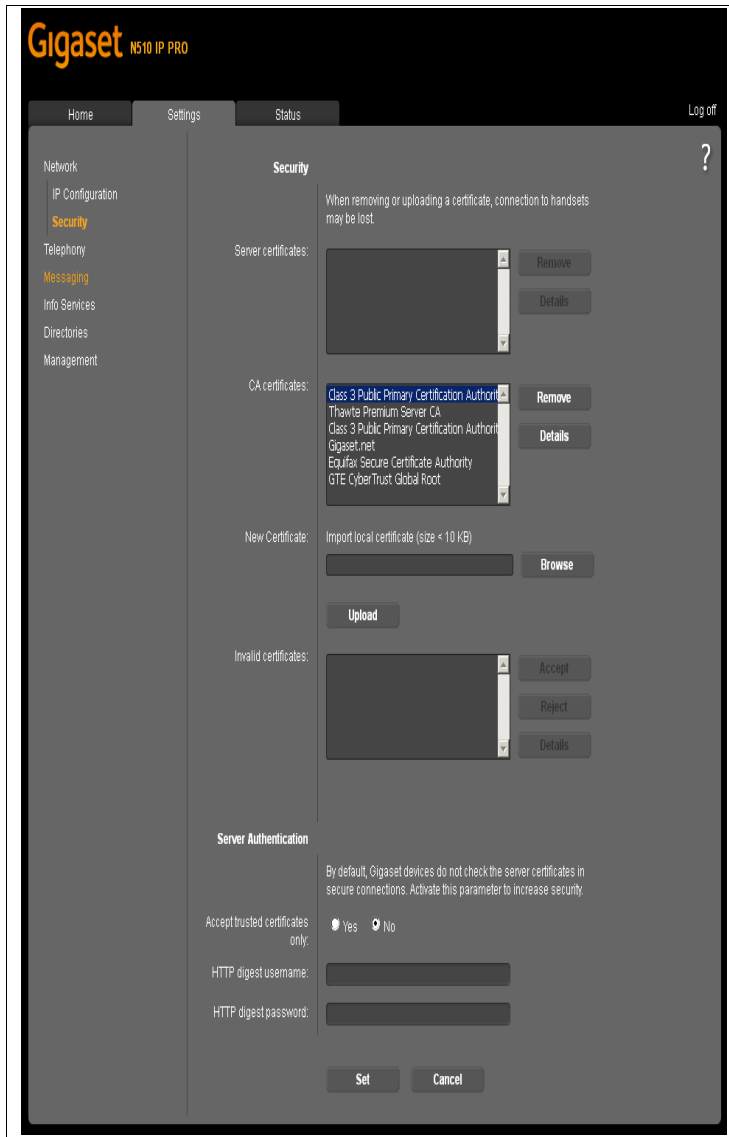 Gigaset N510 IP PRO
Home
Settings
Status
Log off
?
Network
IP Configuration
Security
Telephony
Messaging
Info Services
Directories
Management
Security
When removing or uploading a certificate, connection to handsets
may be lost.
Server certificates:
Remove
Details
CA certificates:
Class 3 Public Primary Certification Authorit
Thawte Premium Server CA
Class 3 Public Primary Certification Authorit
Gigaset.net
Equifax Secure Certificate Authority
GTE CyberTrust Global Root
Remove
Details
New Certificate:
Import local certificate (size < 10 KB)
Browse
Upload
Invalid certificates:
Accept
Reject
Details
Server Authentication
By default, Gigaset devices do not check the server certificates in
secure connections. Activate this parameter to increase security.
Accept trusted certificates
only:
Yes
No
HTTP digest username:
HTTP digest password:
Set
Cancel